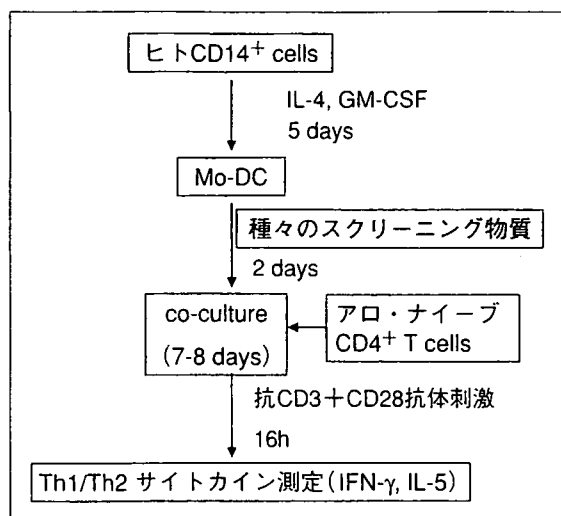 ヒトCD14+ cells
IL-4, GM-CSF
5 days
Mo-DC
種々のスクリーニング物質
2 days
co-culture
(7-8 days)
アロ・ナイーブ
CD4+ T cells
抗CD3＋CD28抗体刺激
16h
Th1/Th2 サイトカイン測定(IFN-γ, IL-5)